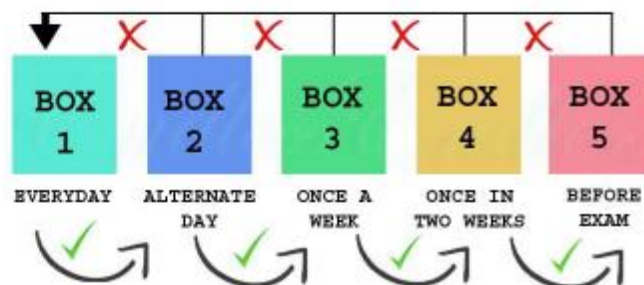 BOX
1
BOX
2
BOX
3
BOX
4
BOX
5
EVERYDAY
ALTERNATE
DAY
ONCE A
WEEK
ONCE IN
TWO WEEKS
BEFORE
EXAM